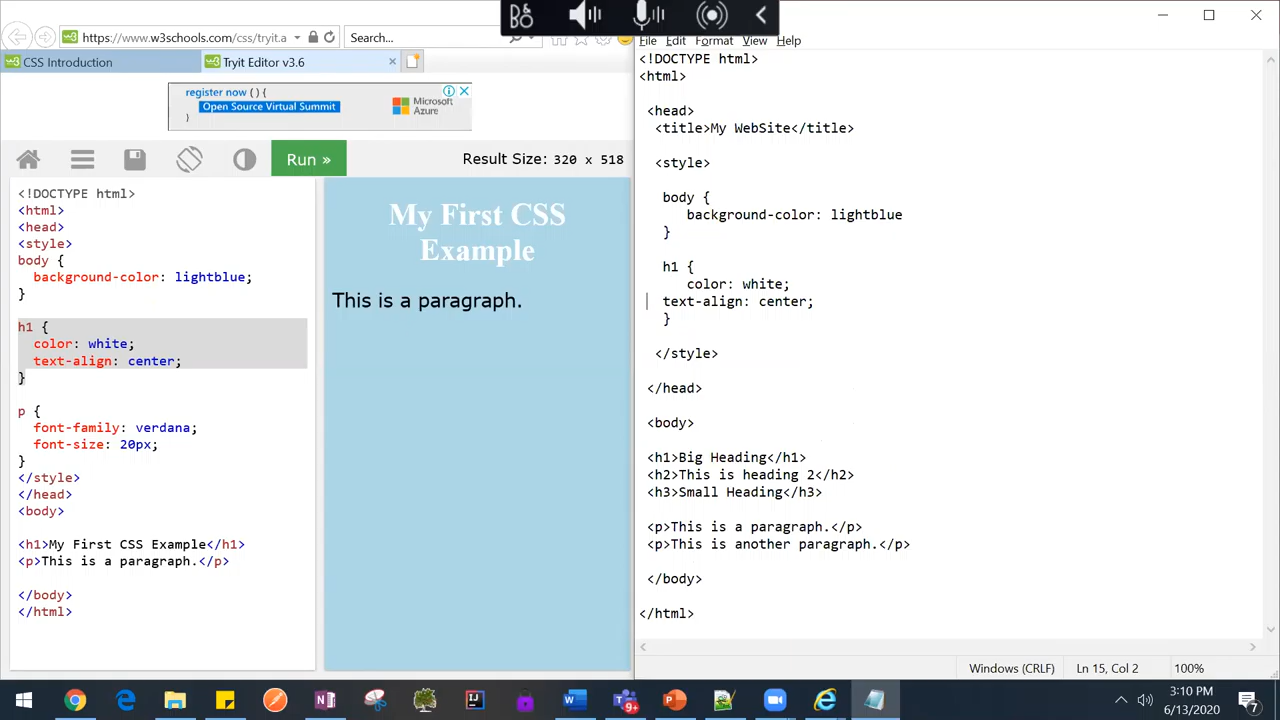 https://www.w3schools.com/css/tryit.a
Search...
CSS Introduction
Tryit Editor v3.6
register now ( ) {
Open Source Virtual Summit
}
Microsoft
Azure
Run »
Result Size: 320 x 518
<!DOCTYPE html>
<html>
<head>
<style>
body {
background-color: lightblue;
}
h1 {
color: white;
text-align: center;
}
p {
font-family: verdana;
font-size: 20px;
}
</style>
</head>
<body>
<h1>My First CSS Example</h1>
<p>This is a paragraph.</p>
</body>
</html>
My First CSS
Example
This is a paragraph.
File Edit Format View Help
<!DOCTYPE html>
<html>
<head>
<title>My WebSite</title>
<style>
body {
background-color: lightblue
}
h1 {
color: white;
text-align: center;
}
</style>
</head>
<body>
<h1>Big Heading</h1>
<h2>This is heading 2</h2>
<h3>Small Heading</h3>
<p>This is a paragraph.</p>
<p>This is another paragraph.</p>
</body>
</html>
Windows (CRLF) Ln 15, Col 2 100%
3:10 PM
6/13/2020
9+
7